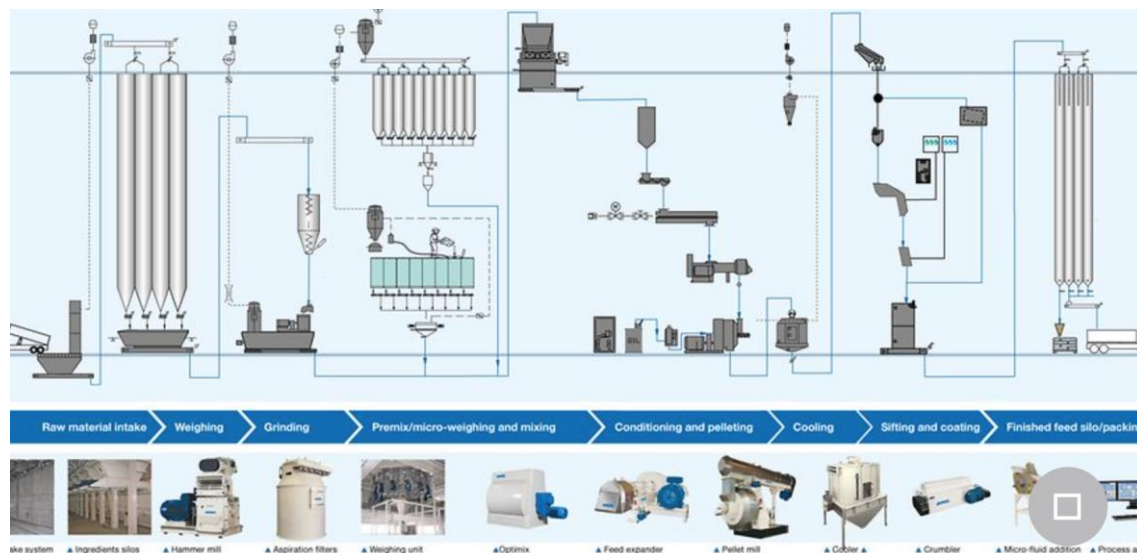 OIL
Raw material intake
Weighing
Grinding
Premix/micro-weighing and mixing
Conditioning and pelleting
Cooling
Sifting and coating
Finished feed silo/packin
ake system
▲ Ingredients silos
▲ Hammer mill
▲ Aspiration filters
▲ Weighing unit
▲Optimix
▲ Feed expander
▲ Pellet mill
▲ Cooler ▲
▲ Crumbler
▲ Micro-fluid addition
▲ Process